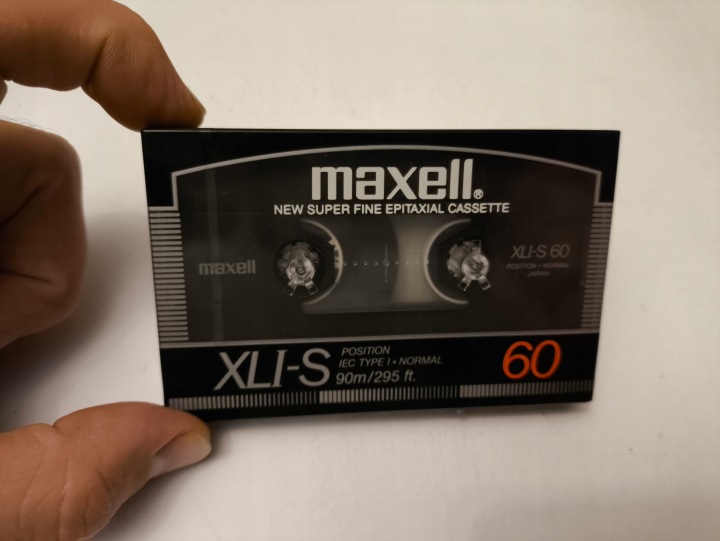 maxell®
NEW SUPER FINE EPITAXIAL CASSETTE
maxell
XLI-S 60
POSITION • NORMAL
JAPAN
XLI-S
POSITION
IEC TYPE I • NORMAL
90m/295 ft.
60